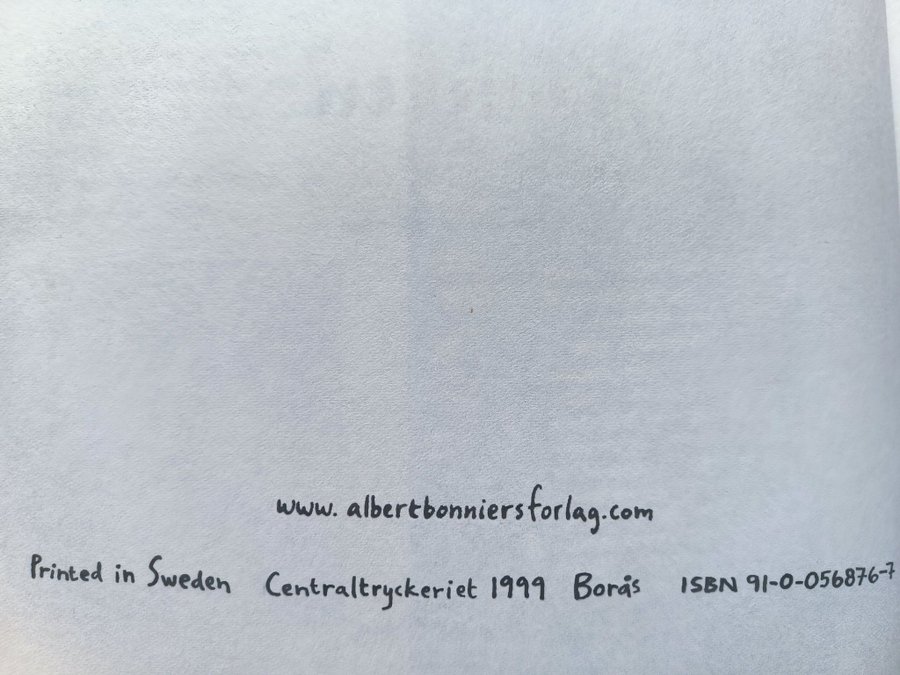 www.albertbonniersforlag.com
Printed in Sweden Centraltryckeriet 1999 Borås ISBN 91-0-056876-7